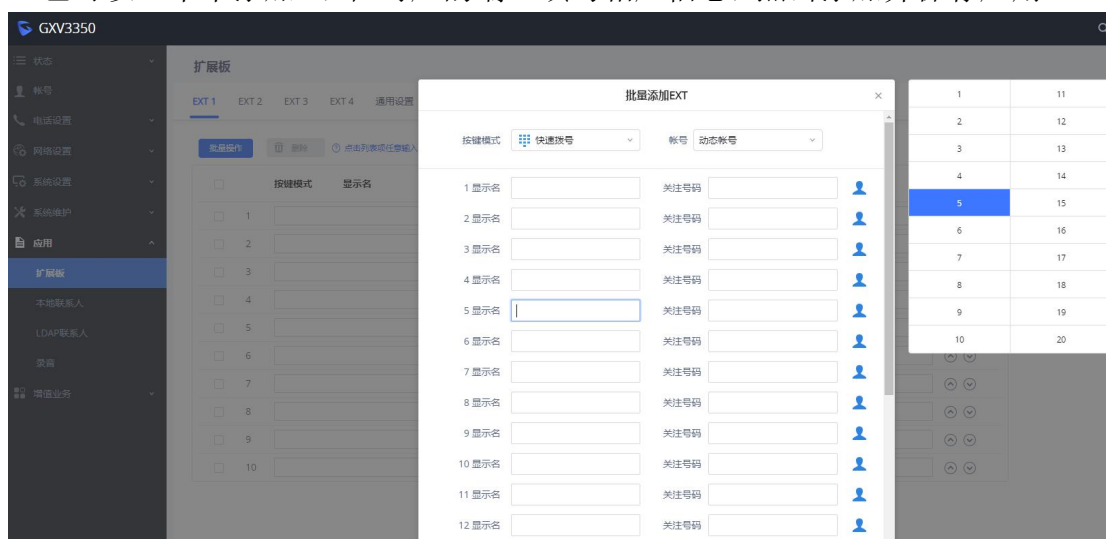 GXV3350
状态
帐号
电话设置
网络设置
系统设置
系统维护
应用
扩展板
本地联系人
LDAP联系人
录音
增值业务
扩展板
EXT 1 EXT 2 EXT 3 EXT 4 通用设置
批量操作 删除 点击列表项任意输入
按键模式 显示名
1
2
3
4
5
6
7
8
9
10
批量添加EXT ×
按键模式 快速拨号 帐号 动态帐号
1 显示名 关注号码
2 显示名 关注号码
3 显示名 关注号码
4 显示名 关注号码
5 显示名 关注号码
6 显示名 关注号码
7 显示名 关注号码
8 显示名 关注号码
9 显示名 关注号码
10 显示名 关注号码
11 显示名 关注号码
12 显示名 关注号码
1 11
2 12
3 13
4 14
5 15
6 16
7 17
8 18
9 19
10 20